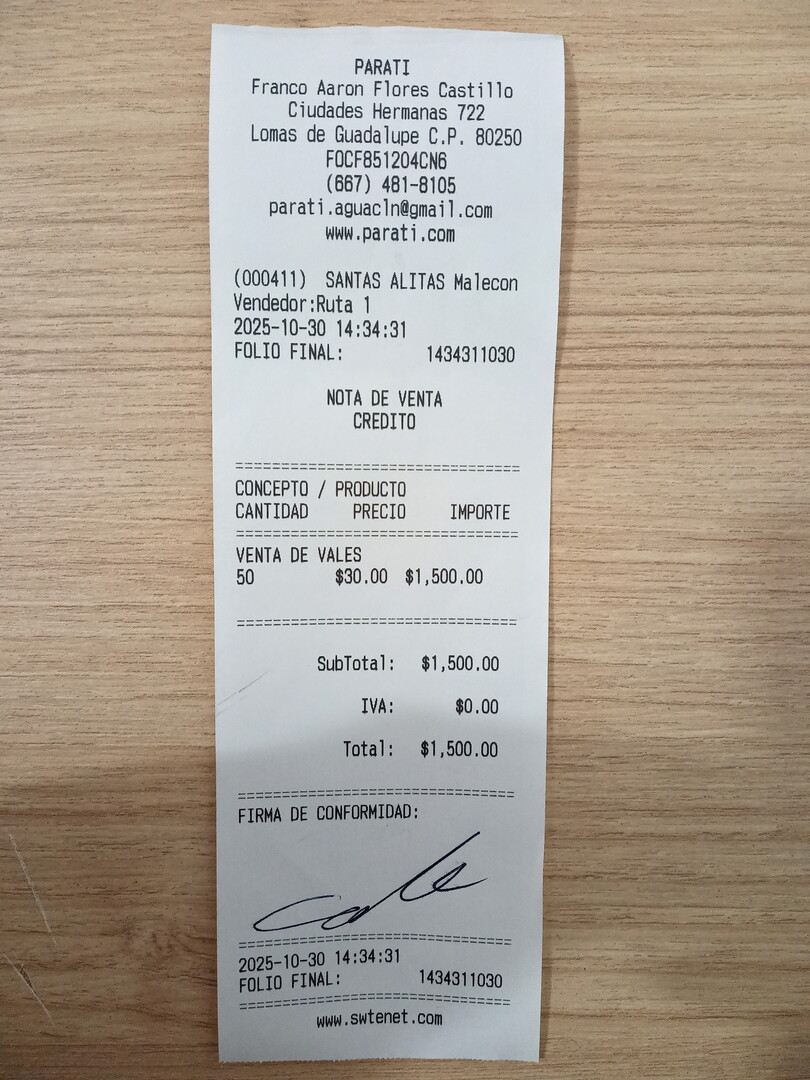 PARATI
Franco Aaron Flores Castillo
Ciudades Hermanas 722
Lomas de Guadalupe C.P. 80250
FOCF851204CN6
(667) 481-8105
parati.aguacln@gmail.com
www.parati.com
(000411) SANTAS ALITAS Malecon
Vendedor:Ruta 1
2025-10-30 14:34:31
FOLIO FINAL: 1434311030
NOTA DE VENTA
CREDITO
================================
CONCEPTO / PRODUCTO
CANTIDAD PRECIO IMPORTE
================================
VENTA DE VALES
50 $30.00 $1,500.00
================================
SubTotal: $1,500.00
IVA: $0.00
Total: $1,500.00
================================
FIRMA DE CONFORMIDAD:
================================
2025-10-30 14:34:31
FOLIO FINAL: 1434311030
================================
www.swtenet.com